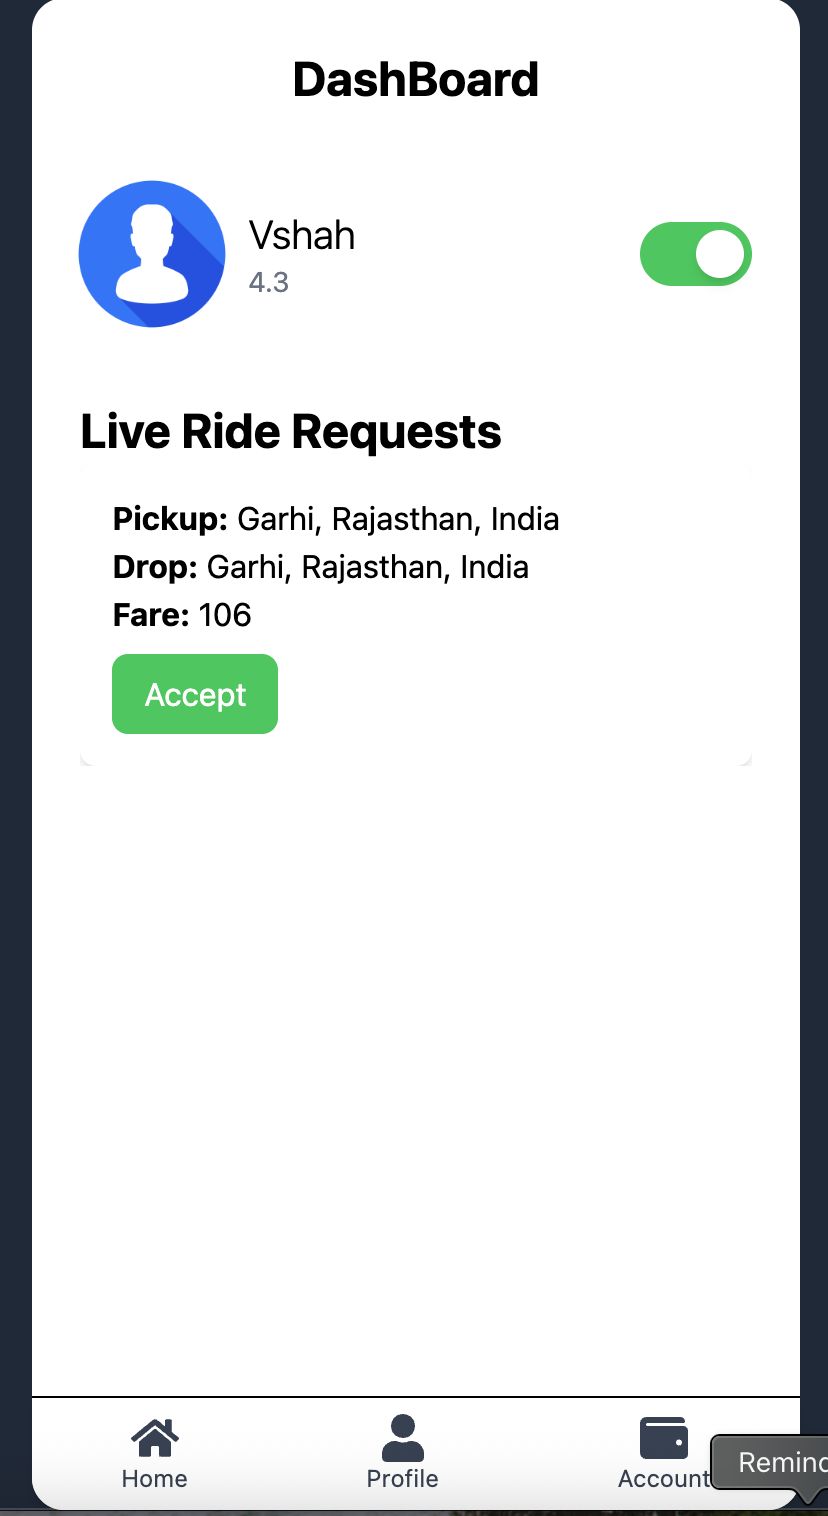 DashBoard
Vshah
4.3
Live Ride Requests
Pickup: Garhi, Rajasthan, India
Drop: Garhi, Rajasthan, India
Fare: 106
Accept
Home
Profile
Account